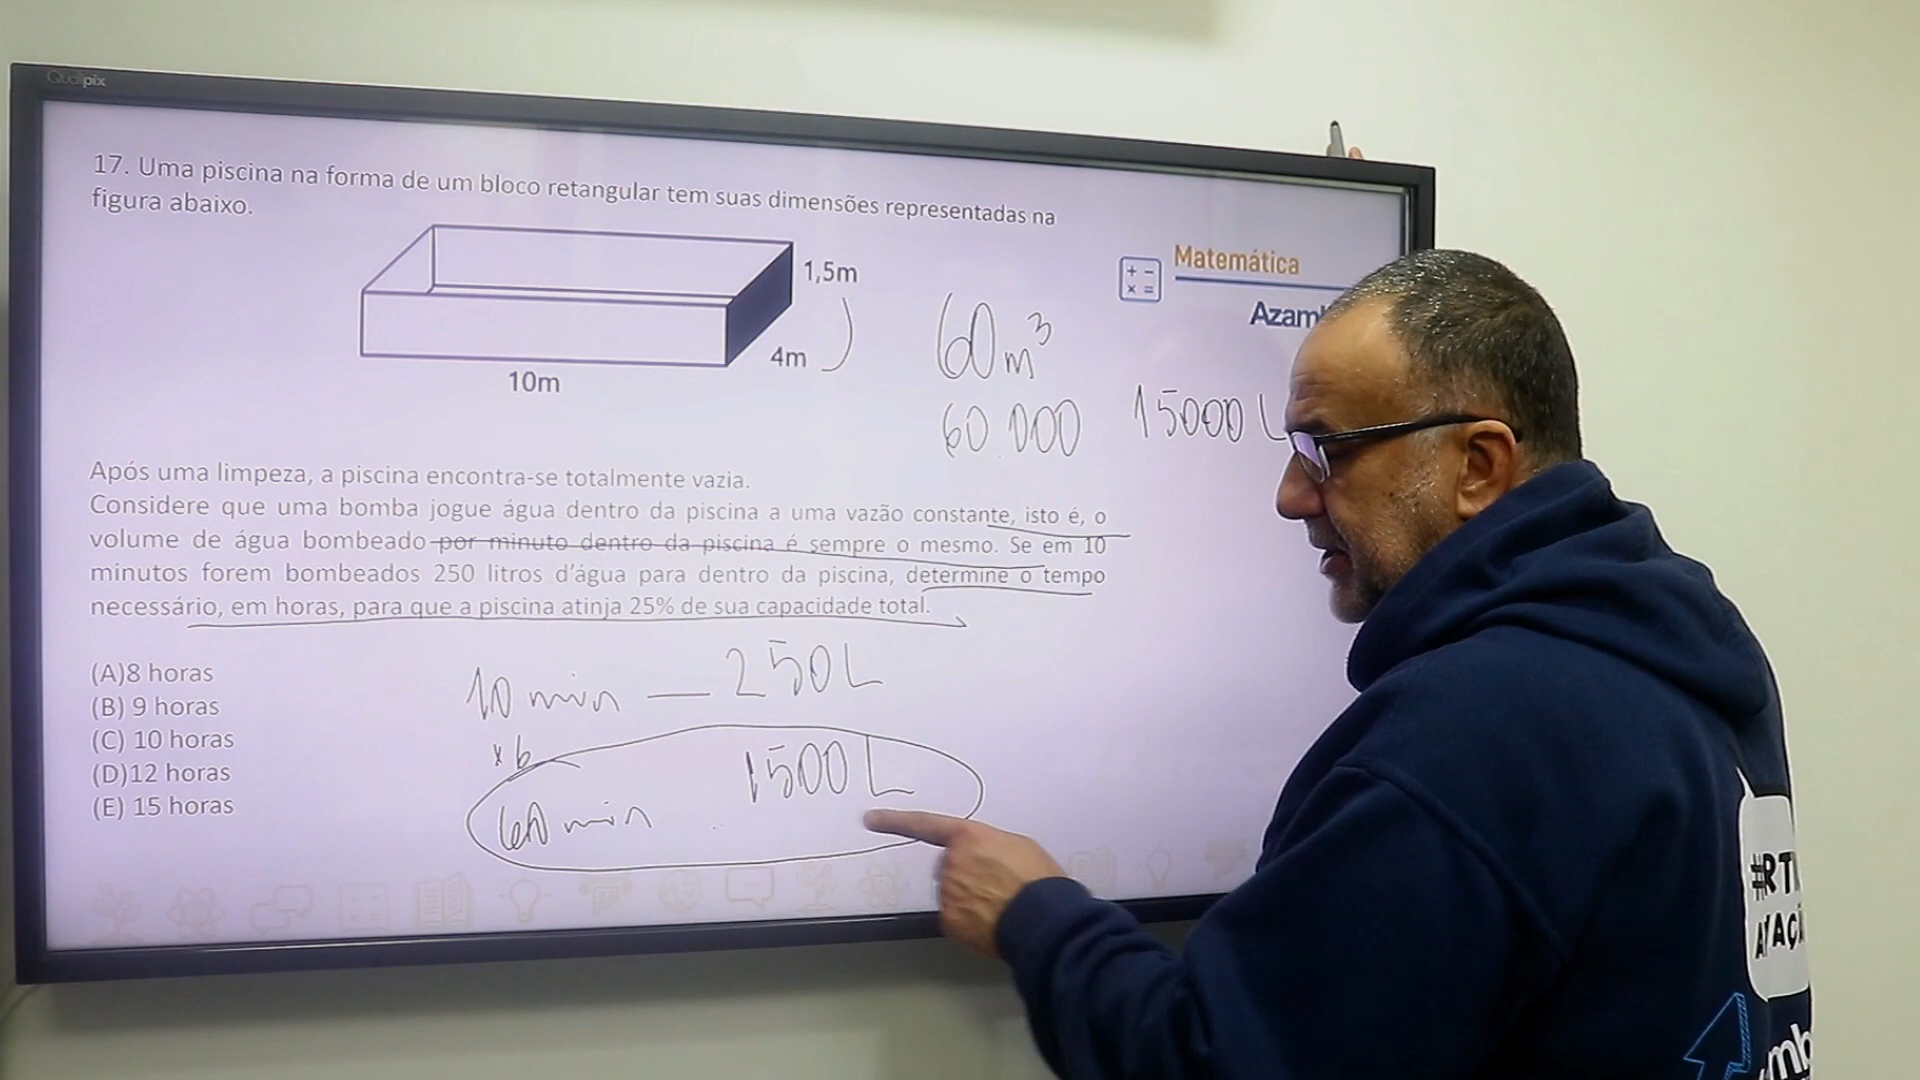 Qualipix
17. Uma piscina na forma de um bloco retangular tem suas dimensões representadas na
figura abaixo.
1,5m
4m
10m
Matemática
60m³
60.000
15000 L
Após uma limpeza, a piscina encontra-se totalmente vazia.
Considere que uma bomba jogue água dentro da piscina a uma vazão constante, isto é, o
volume de água bombeado por minuto dentro da piscina é sempre o mesmo. Se em 10
minutos forem bombeados 250 litros d'água para dentro da piscina, determine o tempo
necessário, em horas, para que a piscina atinja 25% de sua capacidade total.
(A)8 horas
(B) 9 horas
(C) 10 horas
(D)12 horas
(E) 15 horas
10 min — 250L
x 6
60 min 1500 L